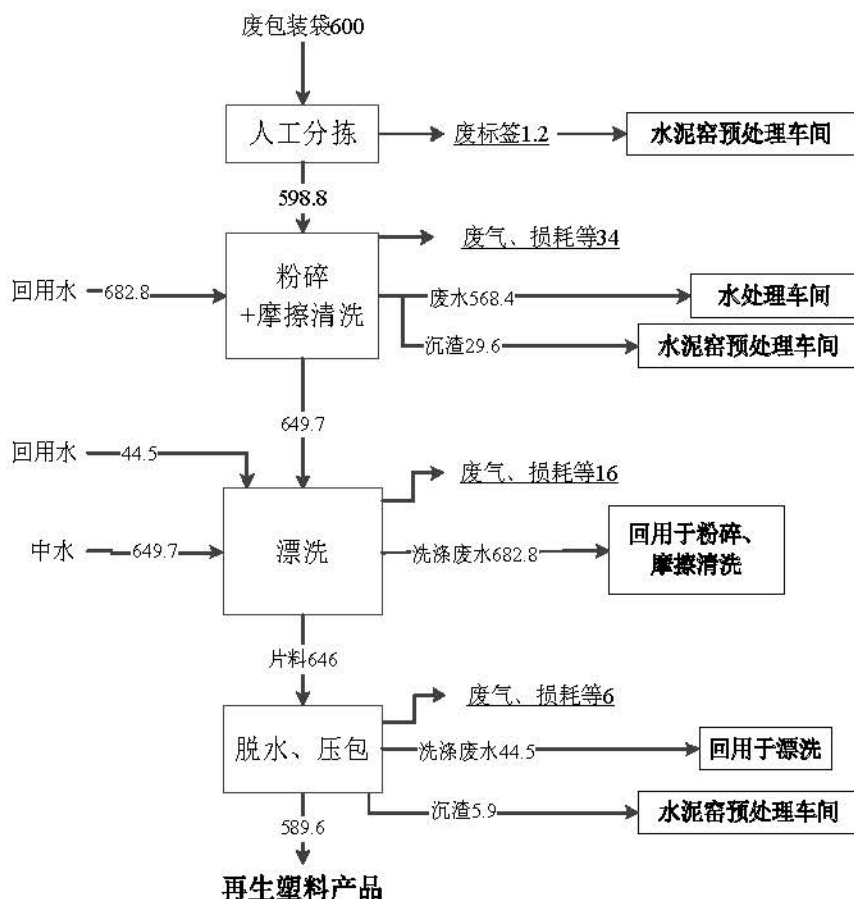 废包装袋600
人工分拣
废标签1.2
水泥窑预处理车间
598.8
废气、损耗等34
回用水
682.8
粉碎
+摩擦清洗
废水568.4
水处理车间
沉渣29.6
水泥窑预处理车间
649.7
回用水
44.5
废气、损耗等16
中水
649.7
漂洗
洗涤废水682.8
回用于粉碎、
摩擦清洗
片料646
废气、损耗等6
脱水、压包
洗涤废水44.5
回用于漂洗
沉渣5.9
水泥窑预处理车间
589.6
再生塑料产品